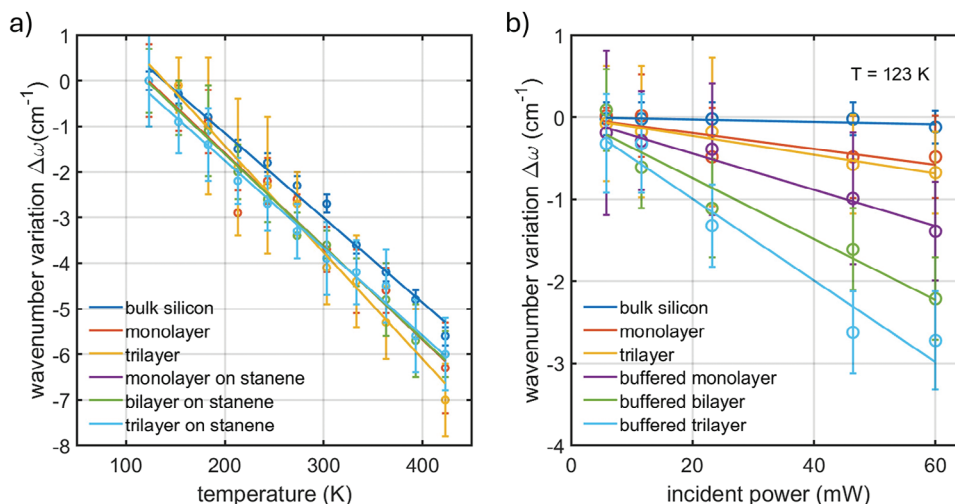 a)
wavenumber variation Δω (cm⁻¹)
1
0
-1
-2
-3
-4
-5
-6
-7
-8
bulk silicon
monolayer
trilayer
monolayer on stanene
bilayer on stanene
trilayer on stanene
100
200
300
400
temperature (K)
b)
wavenumber variation Δω (cm⁻¹)
1
0
-1
-2
-3
-4
T = 123 K
bulk silicon
monolayer
trilayer
buffered monolayer
buffered bilayer
buffered trilayer
0
20
40
60
incident power (mW)